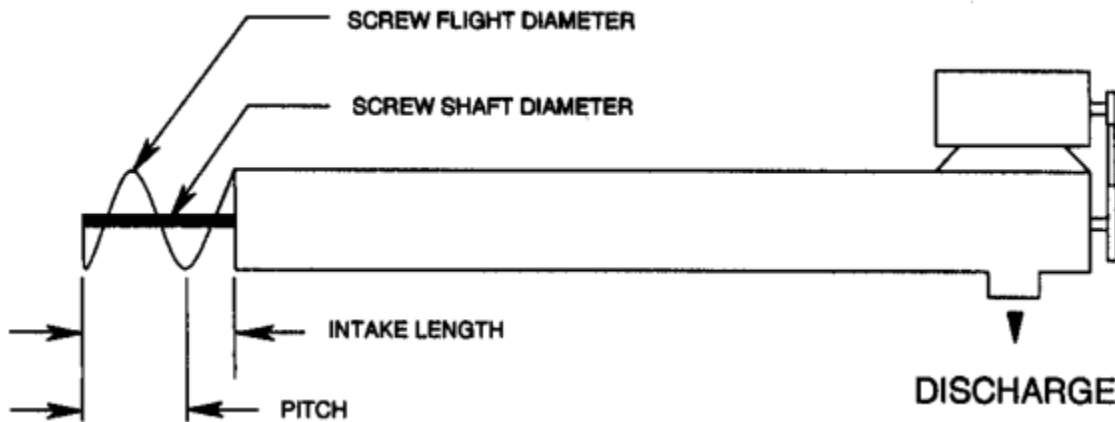 SCREW FLIGHT DIAMETER
SCREW SHAFT DIAMETER
INTAKE LENGTH
PITCH
DISCHARGE